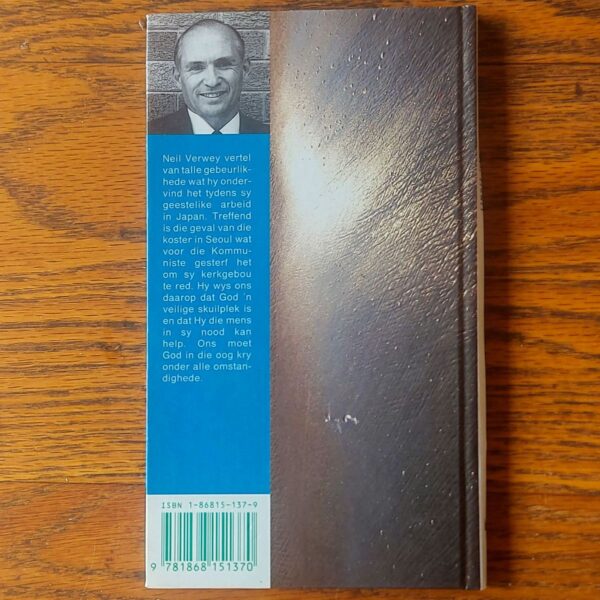 Neil Verwey vertel
van talle gebeurlik-
hede wat hy onder-
vind het tydens sy
geestelike arbeid
in Japan. Treffend
is die geval van die
koster in Seoul wat
voor die Kommu-
niste gesterf het
om sy kerkgebou
te red. Hy wys ons
daarop dat God 'n
veilige skuilplek is
en dat Hy die mens
in sy nood kan
help. Ons moet
God in die oog kry
onder alle omstan-
dighede.
ISBN 1-86815-137-9
9 781868 151370